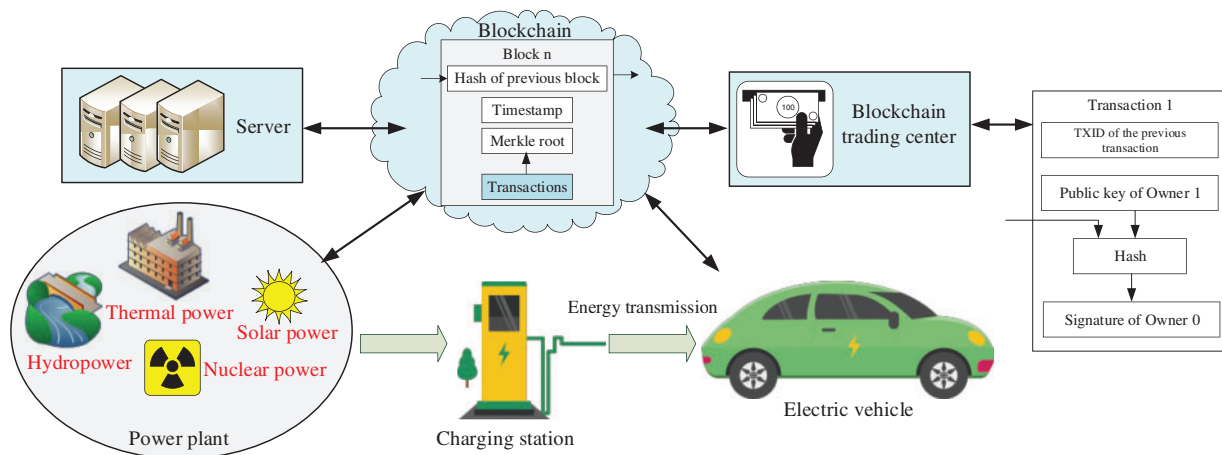 Blockchain
Block n
Hash of previous block
Timestamp
Merkle root
Transactions
Server
100
Blockchain
trading center
Transaction 1
TXID of the previous
transaction
Public key of Owner 1
Hash
Signature of Owner 0
Thermal power
Solar power
Hydropower
Nuclear power
Power plant
Charging station
Energy transmission
Electric vehicle